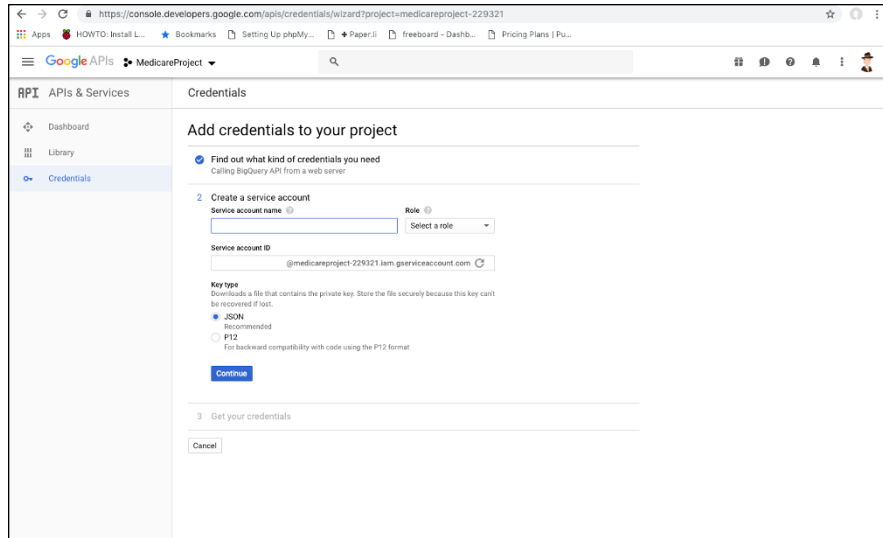 https://console.developers.google.com/apis/credentials/wizard?project=medicareproject-229321
Apps HOWTO: Install L... Bookmarks Setting Up phpMy... Paper.li freeboard - Dashb... Pricing Plans | Pu...
Google APIs MedicareProject
API APIs & Services Credentials
Dashboard
Library
Credentials
Add credentials to your project
Find out what kind of credentials you need
Calling BigQuery API from a web server
2 Create a service account
Service account name Role
Select a role
Service account ID
@medicareproject-229321.iam.gserviceaccount.com
Key type
Downloads a file that contains the private key. Store the file securely because this key can't
be recovered if lost.
JSON
Recommended
P12
For backward compatibility with code using the P12 format
Continue
3 Get your credentials
Cancel